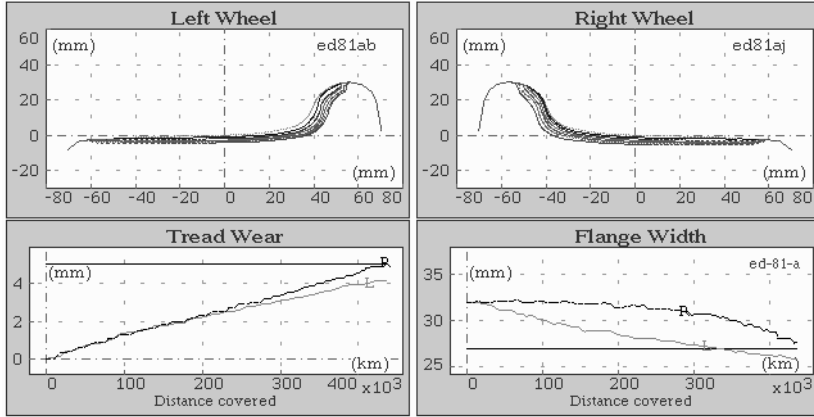 Left Wheel
60
(mm)
ed81ab
40
20
0
-20
(mm)
-80 -60 -40 -20 0 20 40 60 80
Right Wheel
60
(mm)
ed81aj
40
20
0
-20
(mm)
-80 -60 -40 -20 0 20 40 60 80
Tread Wear
(mm)
R
4
L
2
0
(km)
0 100 200 300 400 x10³
Distance covered
Flange Width
35
(mm)
ed-81-a
R
30
L
25
(km)
0 100 200 300 x10³
Distance covered